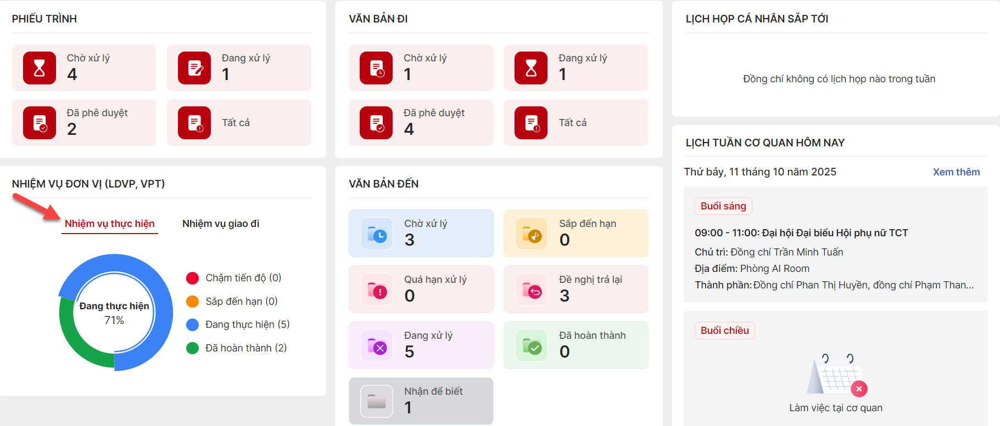 PHIẾU TRÌNH
Chờ xử lý
4
Đang xử lý
1
Đã phê duyệt
2
Tất cả
VĂN BẢN ĐI
Chờ xử lý
1
Đang xử lý
1
Đã phê duyệt
4
Tất cả
LỊCH HỌP CÁ NHÂN SẮP TỚI
Đồng chí không có lịch họp nào trong tuần
NHIỆM VỤ ĐƠN VỊ (LDVP, VPT)
Nhiệm vụ thực hiện
Nhiệm vụ giao đi
Đang thực hiện
71%
Chậm tiến độ (0)
Sắp đến hạn (0)
Đang thực hiện (5)
Đã hoàn thành (2)
VĂN BẢN ĐẾN
Chờ xử lý
3
Sắp đến hạn
0
Quá hạn xử lý
0
Đề nghị trả lại
3
Đang xử lý
5
Đã hoàn thành
0
Nhận để biết
1
LỊCH TUẦN CƠ QUAN HÔM NAY
Thứ bảy, 11 tháng 10 năm 2025
Xem thêm
Buổi sáng
09:00 - 11:00: Đại hội Đại biểu Hội phụ nữ TCT
Chủ trì: Đồng chí Trần Minh Tuấn
Địa điểm: Phòng AI Room
Thành phần: Đồng chí Phan Thị Huyền, đồng chí Phạm Than...
Buổi chiều
Làm việc tại cơ quan